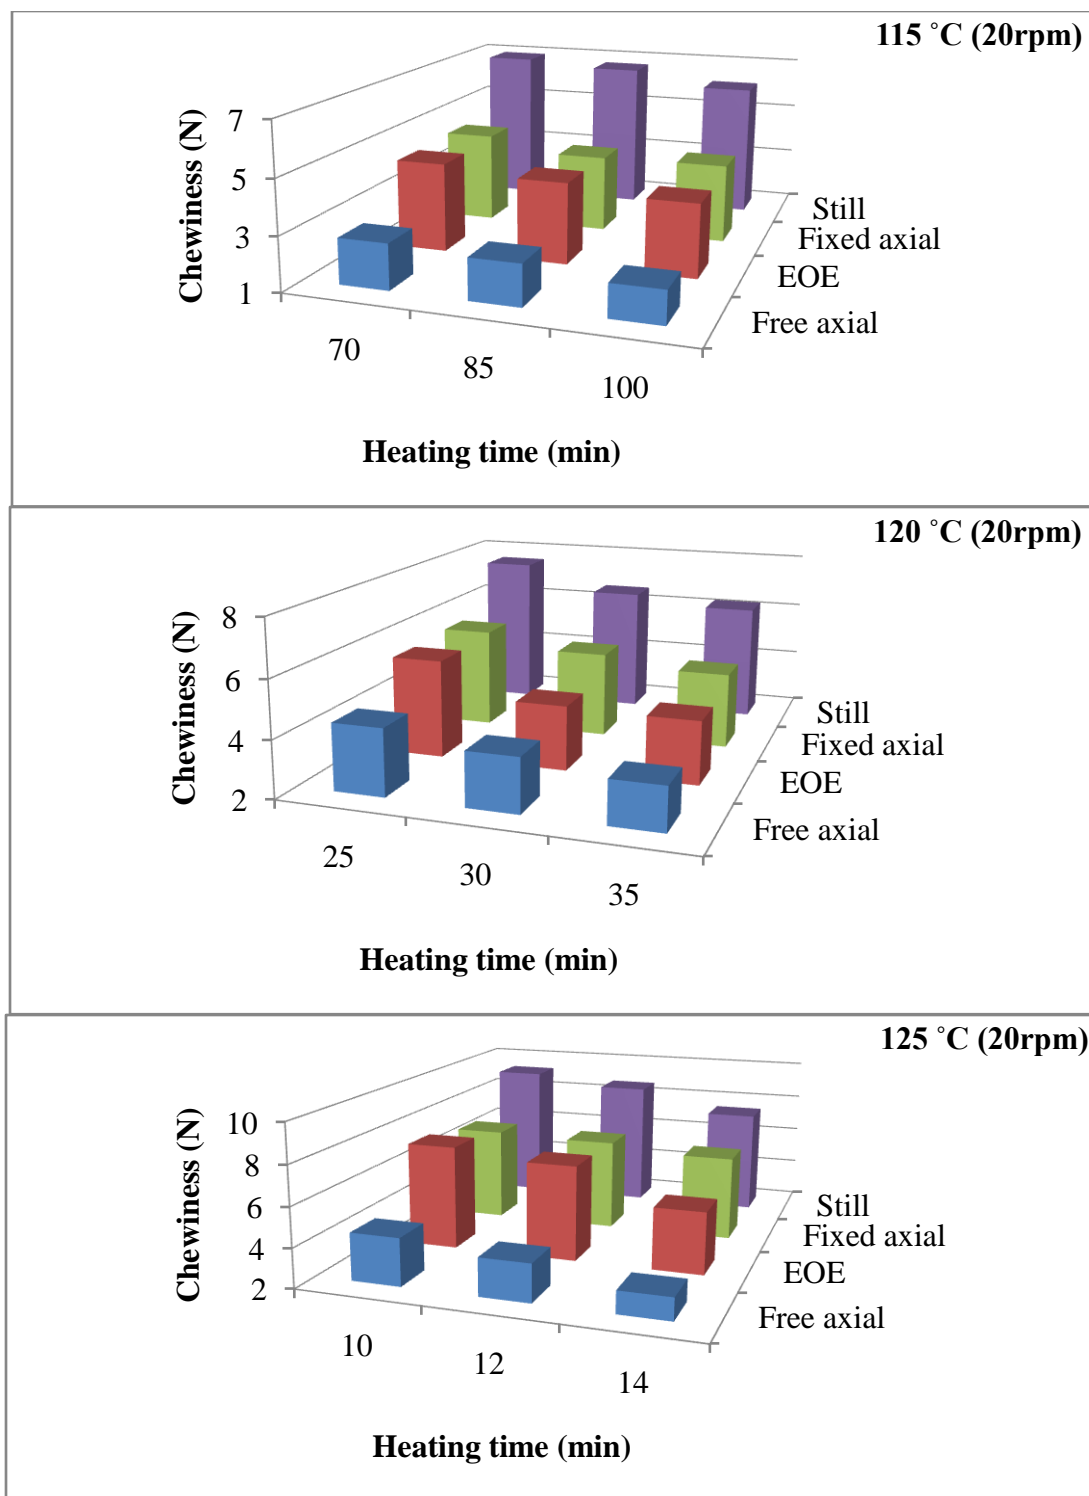 115 ˚C (20rpm)
Chewiness (N)
7
5
3
1
70
85
100
Still
Fixed axial
EOE
Free axial
Heating time (min)
120 ˚C (20rpm)
Chewiness (N)
8
6
4
2
25
30
35
Still
Fixed axial
EOE
Free axial
Heating time (min)
125 ˚C (20rpm)
Chewiness (N)
10
8
6
4
2
10
12
14
Still
Fixed axial
EOE
Free axial
Heating time (min)